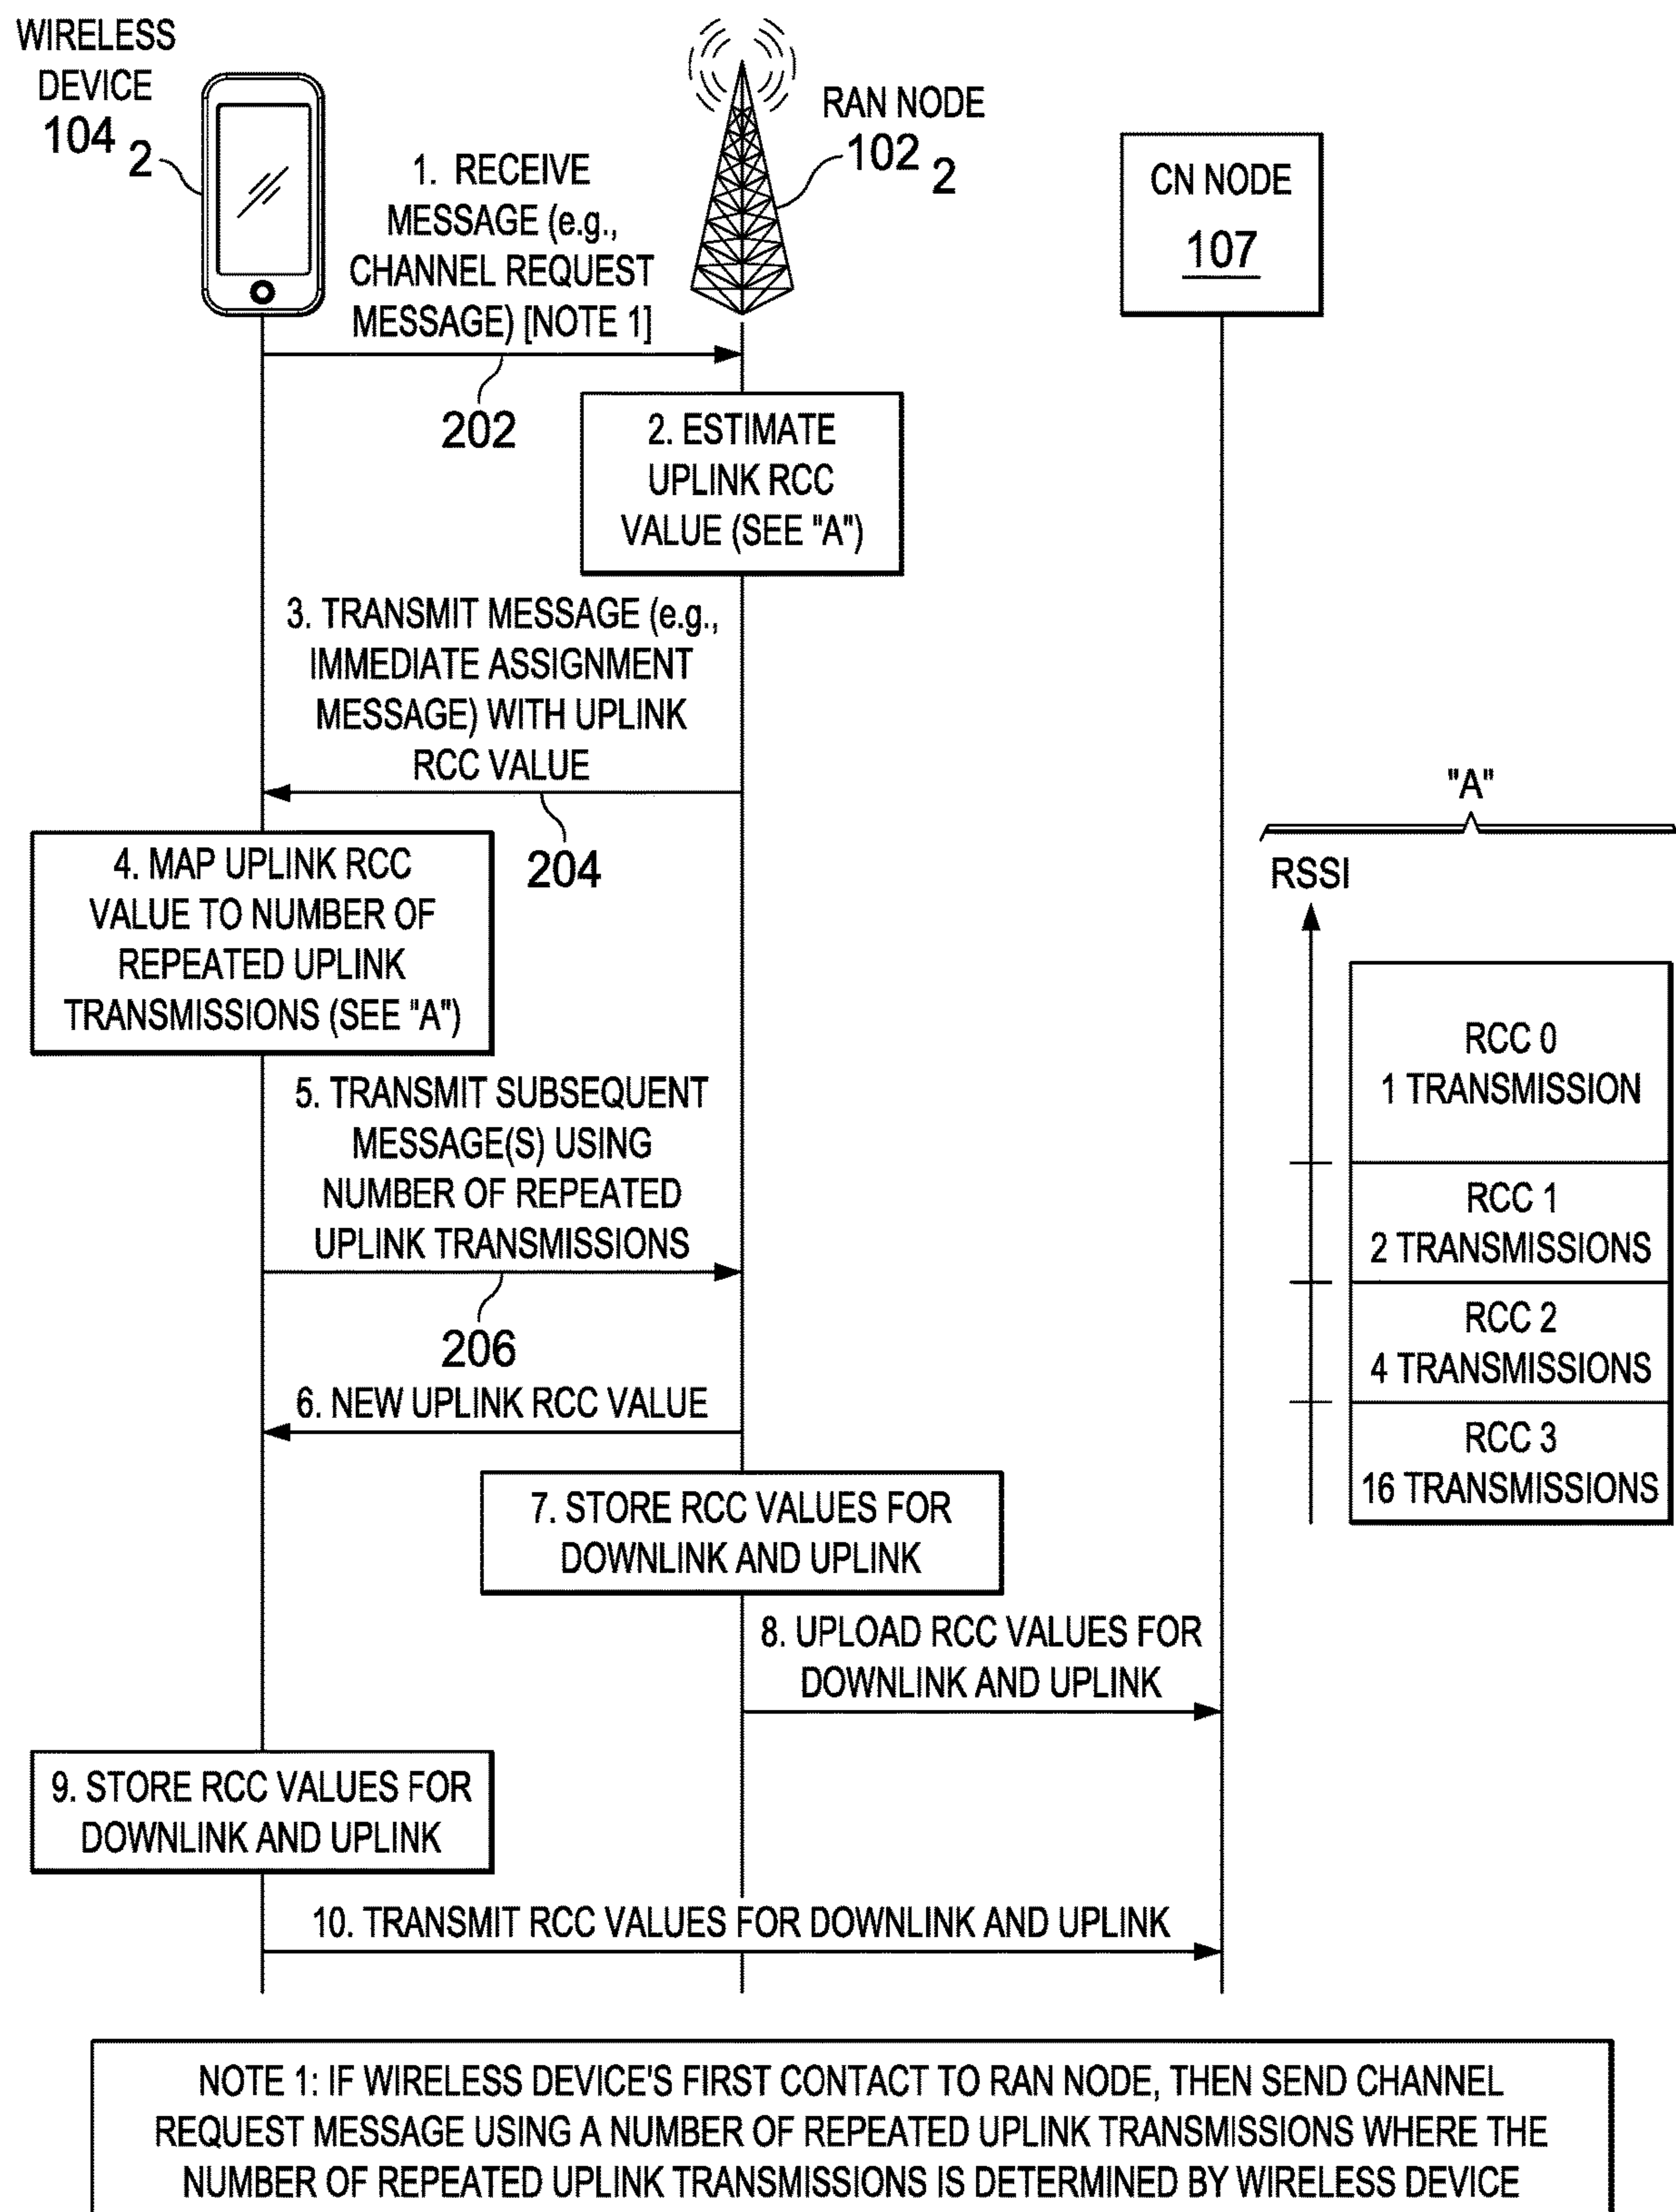 WIRELESS
DEVICE
104 2
RAN NODE
102 2
CN NODE
107
1. RECEIVE
MESSAGE (e.g.,
CHANNEL REQUEST
MESSAGE) [NOTE 1]
202
2. ESTIMATE
UPLINK RCC
VALUE (SEE "A")
3. TRANSMIT MESSAGE (e.g.,
IMMEDIATE ASSIGNMENT
MESSAGE) WITH UPLINK
RCC VALUE
204
4. MAP UPLINK RCC
VALUE TO NUMBER OF
REPEATED UPLINK
TRANSMISSIONS (SEE "A")
5. TRANSMIT SUBSEQUENT
MESSAGE(S) USING
NUMBER OF REPEATED
UPLINK TRANSMISSIONS
206
6. NEW UPLINK RCC VALUE
7. STORE RCC VALUES FOR
DOWNLINK AND UPLINK
8. UPLOAD RCC VALUES FOR
DOWNLINK AND UPLINK
9. STORE RCC VALUES FOR
DOWNLINK AND UPLINK
10. TRANSMIT RCC VALUES FOR DOWNLINK AND UPLINK
"A"
RSSI
RCC 0
1 TRANSMISSION
RCC 1
2 TRANSMISSIONS
RCC 2
4 TRANSMISSIONS
RCC 3
16 TRANSMISSIONS
NOTE 1: IF WIRELESS DEVICE'S FIRST CONTACT TO RAN NODE, THEN SEND CHANNEL
REQUEST MESSAGE USING A NUMBER OF REPEATED UPLINK TRANSMISSIONS WHERE THE
NUMBER OF REPEATED UPLINK TRANSMISSIONS IS DETERMINED BY WIRELESS DEVICE